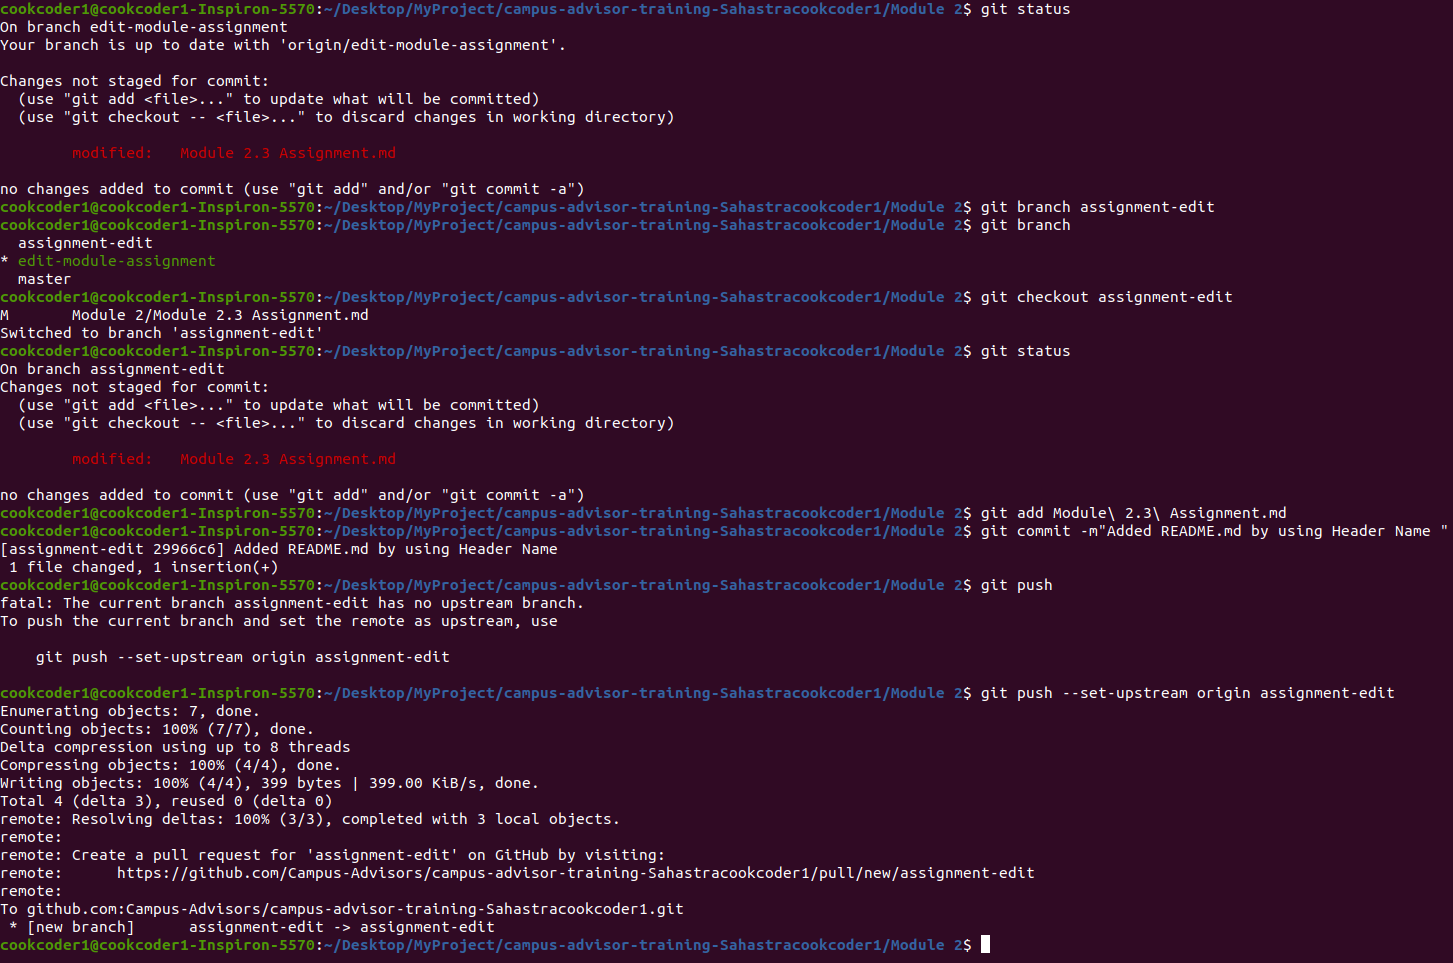 cookcoder1@cookcoder1-Inspiron-5570:~/Desktop/MyProject/campus-advisor-training-Sahastracookcoder1/Module 2$ git status
On branch edit-module-assignment
Your branch is up to date with 'origin/edit-module-assignment'.
Changes not staged for commit:
  (use "git add <file>..." to update what will be committed)
  (use "git checkout -- <file>..." to discard changes in working directory)
        modified:   Module 2.3 Assignment.md
no changes added to commit (use "git add" and/or "git commit -a")
cookcoder1@cookcoder1-Inspiron-5570:~/Desktop/MyProject/campus-advisor-training-Sahastracookcoder1/Module 2$ git branch assignment-edit
cookcoder1@cookcoder1-Inspiron-5570:~/Desktop/MyProject/campus-advisor-training-Sahastracookcoder1/Module 2$ git branch
  assignment-edit
* edit-module-assignment
  master
cookcoder1@cookcoder1-Inspiron-5570:~/Desktop/MyProject/campus-advisor-training-Sahastracookcoder1/Module 2$ git checkout assignment-edit
M       Module 2/Module 2.3 Assignment.md
Switched to branch 'assignment-edit'
cookcoder1@cookcoder1-Inspiron-5570:~/Desktop/MyProject/campus-advisor-training-Sahastracookcoder1/Module 2$ git status
On branch assignment-edit
Changes not staged for commit:
  (use "git add <file>..." to update what will be committed)
  (use "git checkout -- <file>..." to discard changes in working directory)
        modified:   Module 2.3 Assignment.md
no changes added to commit (use "git add" and/or "git commit -a")
cookcoder1@cookcoder1-Inspiron-5570:~/Desktop/MyProject/campus-advisor-training-Sahastracookcoder1/Module 2$ git add Module\ 2.3\ Assignment.md
cookcoder1@cookcoder1-Inspiron-5570:~/Desktop/MyProject/campus-advisor-training-Sahastracookcoder1/Module 2$ git commit -m"Added README.md by using Header Name "
[assignment-edit 29966c6] Added README.md by using Header Name
 1 file changed, 1 insertion(+)
cookcoder1@cookcoder1-Inspiron-5570:~/Desktop/MyProject/campus-advisor-training-Sahastracookcoder1/Module 2$ git push
fatal: The current branch assignment-edit has no upstream branch.
To push the current branch and set the remote as upstream, use
    git push --set-upstream origin assignment-edit
cookcoder1@cookcoder1-Inspiron-5570:~/Desktop/MyProject/campus-advisor-training-Sahastracookcoder1/Module 2$ git push --set-upstream origin assignment-edit
Enumerating objects: 7, done.
Counting objects: 100% (7/7), done.
Delta compression using up to 8 threads
Compressing objects: 100% (4/4), done.
Writing objects: 100% (4/4), 399 bytes | 399.00 KiB/s, done.
Total 4 (delta 3), reused 0 (delta 0)
remote: Resolving deltas: 100% (3/3), completed with 3 local objects.
remote:
remote: Create a pull request for 'assignment-edit' on GitHub by visiting:
remote:      https://github.com/Campus-Advisors/campus-advisor-training-Sahastracookcoder1/pull/new/assignment-edit
remote:
To github.com:Campus-Advisors/campus-advisor-training-Sahastracookcoder1.git
 * [new branch]      assignment-edit -> assignment-edit
cookcoder1@cookcoder1-Inspiron-5570:~/Desktop/MyProject/campus-advisor-training-Sahastracookcoder1/Module 2$